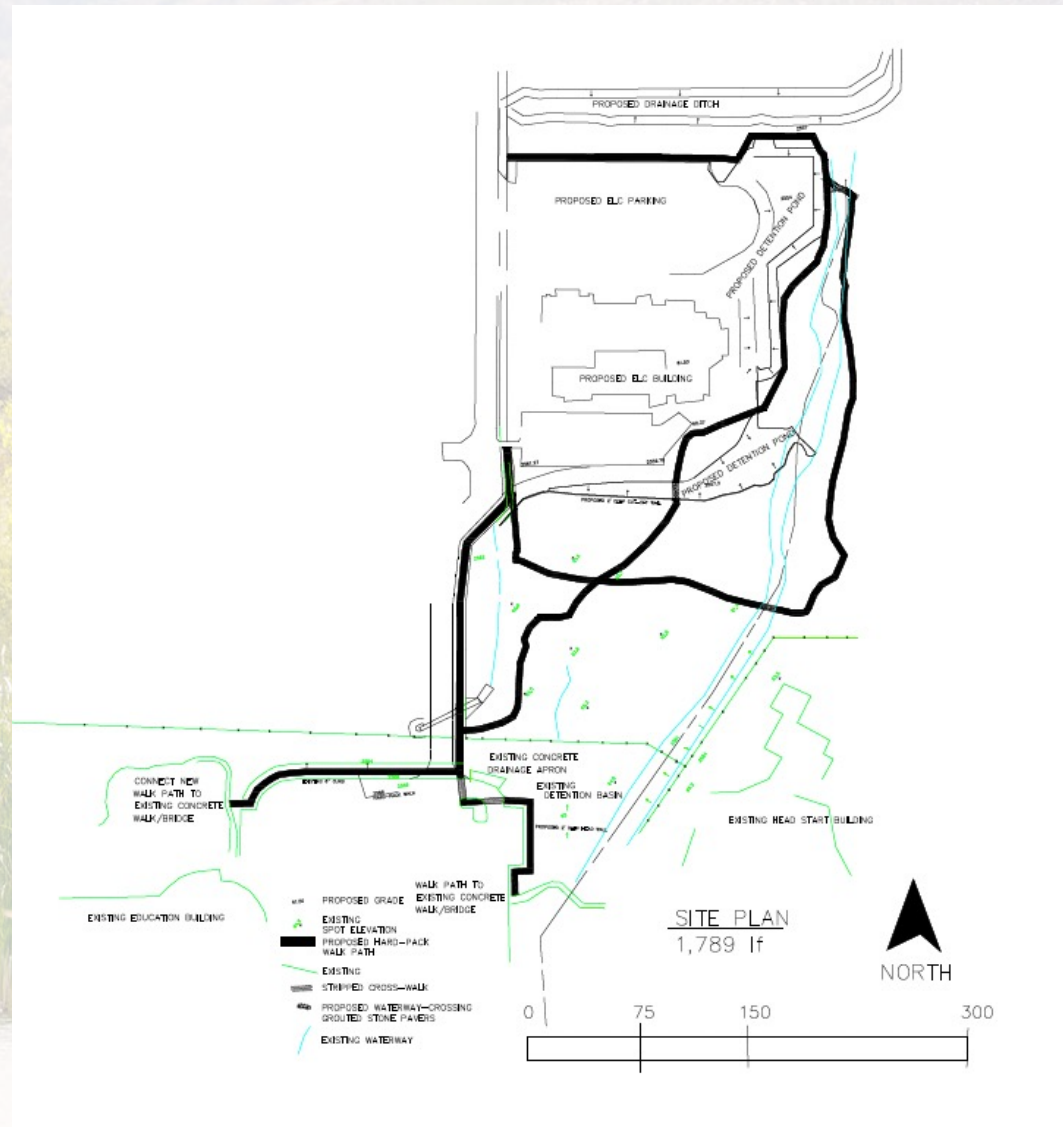 PROPOSED DRAINAGE DITCH
PROPOSED ELC PARKING
PROPOSED DETENTION POND
PROPOSED ELC BUILDING
PROPOSED DETENTION POND
EXISTING CONCRETE
DRAINAGE APRON
EXISTING
DETENTION BASIN
CONNECT NEW
WALK PATH TO
EXISTING CONCRETE
WALK/BRIDGE
EXISTING HEAD START BUILDING
WALK PATH TO
EXISTING CONCRETE
WALK/BRIDGE
EXISTING EDUCATION BUILDING
PROPOSED GRADE
EXISTING
SPOT ELEVATION
PROPOSED HARD-PACK
WALK PATH
EXISTING
STRIPPED CROSS-WALK
PROPOSED WATERWAY-CROSSING
GROUTED STONE PAVERS
EXISTING WATERWAY
SITE PLAN
1,789 lf
NORTH
0 75 150 300